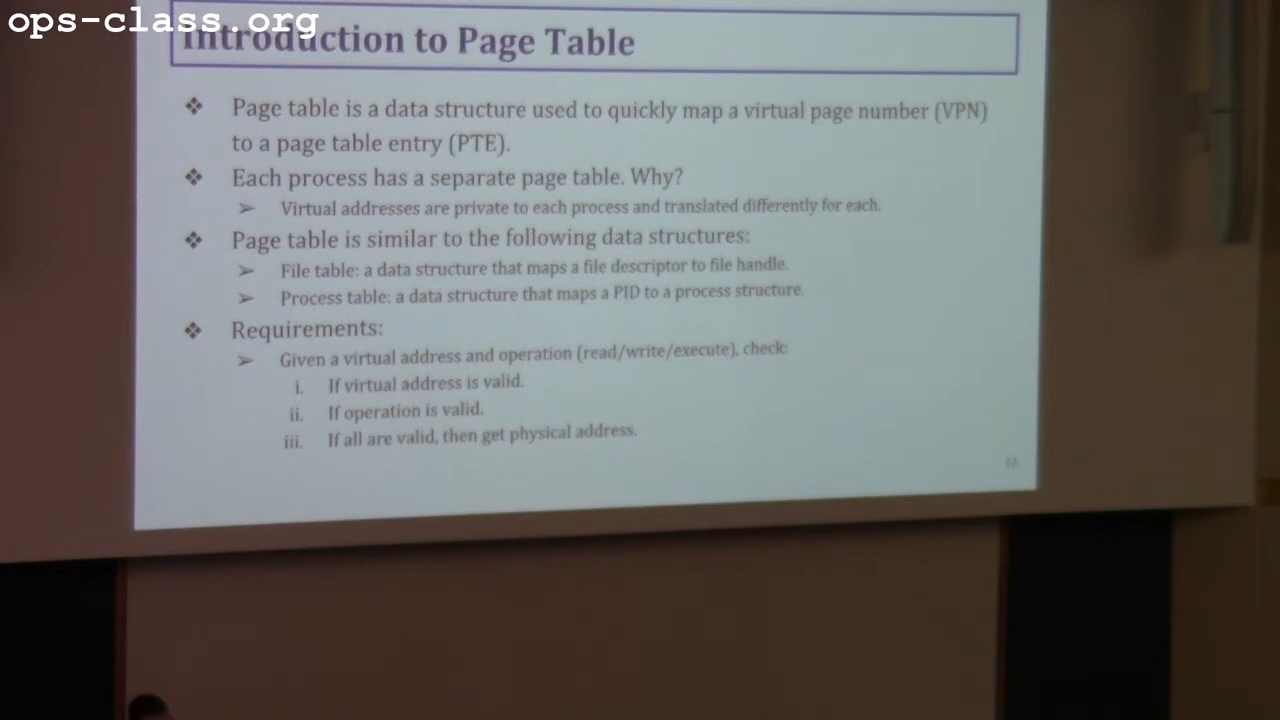 ops-class.org
Introduction to Page Table
❖ Page table is a data structure used to quickly map a virtual page number (VPN)
to a page table entry (PTE).
❖ Each process has a separate page table. Why?
➢ Virtual addresses are private to each process and translated differently for each.
❖ Page table is similar to the following data structures:
➢ File table: a data structure that maps a file descriptor to file handle.
➢ Process table: a data structure that maps a PID to a process structure.
❖ Requirements:
➢ Given a virtual address and operation (read/write/execute), check:
i. If virtual address is valid.
ii. If operation is valid.
iii. If all are valid, then get physical address.
12